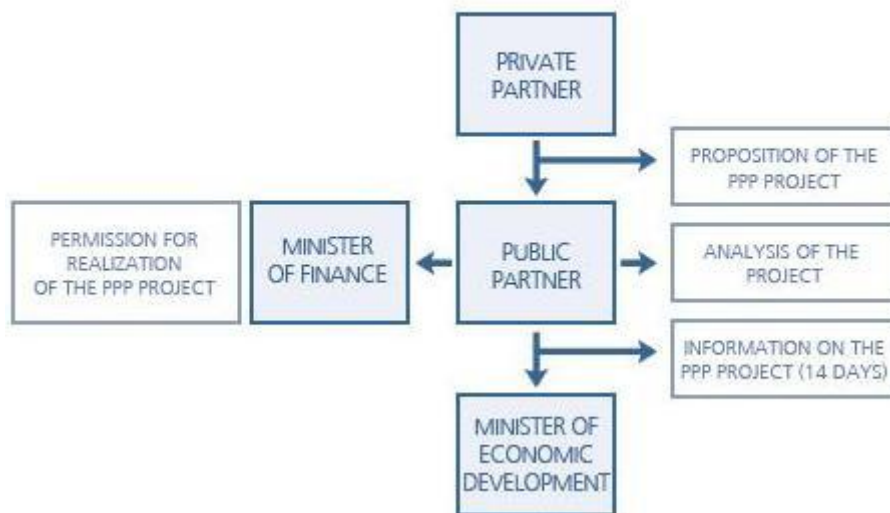 PRIVATE
PARTNER
PROPOSITION OF THE
PPP PROJECT
PERMISSION FOR
REALIZATION
OF THE PPP PROJECT
MINISTER
OF FINANCE
PUBLIC
PARTNER
ANALYSIS OF THE
PROJECT
INFORMATION ON THE
PPP PROJECT (14 DAYS)
MINISTER OF
ECONOMIC
DEVELOPMENT